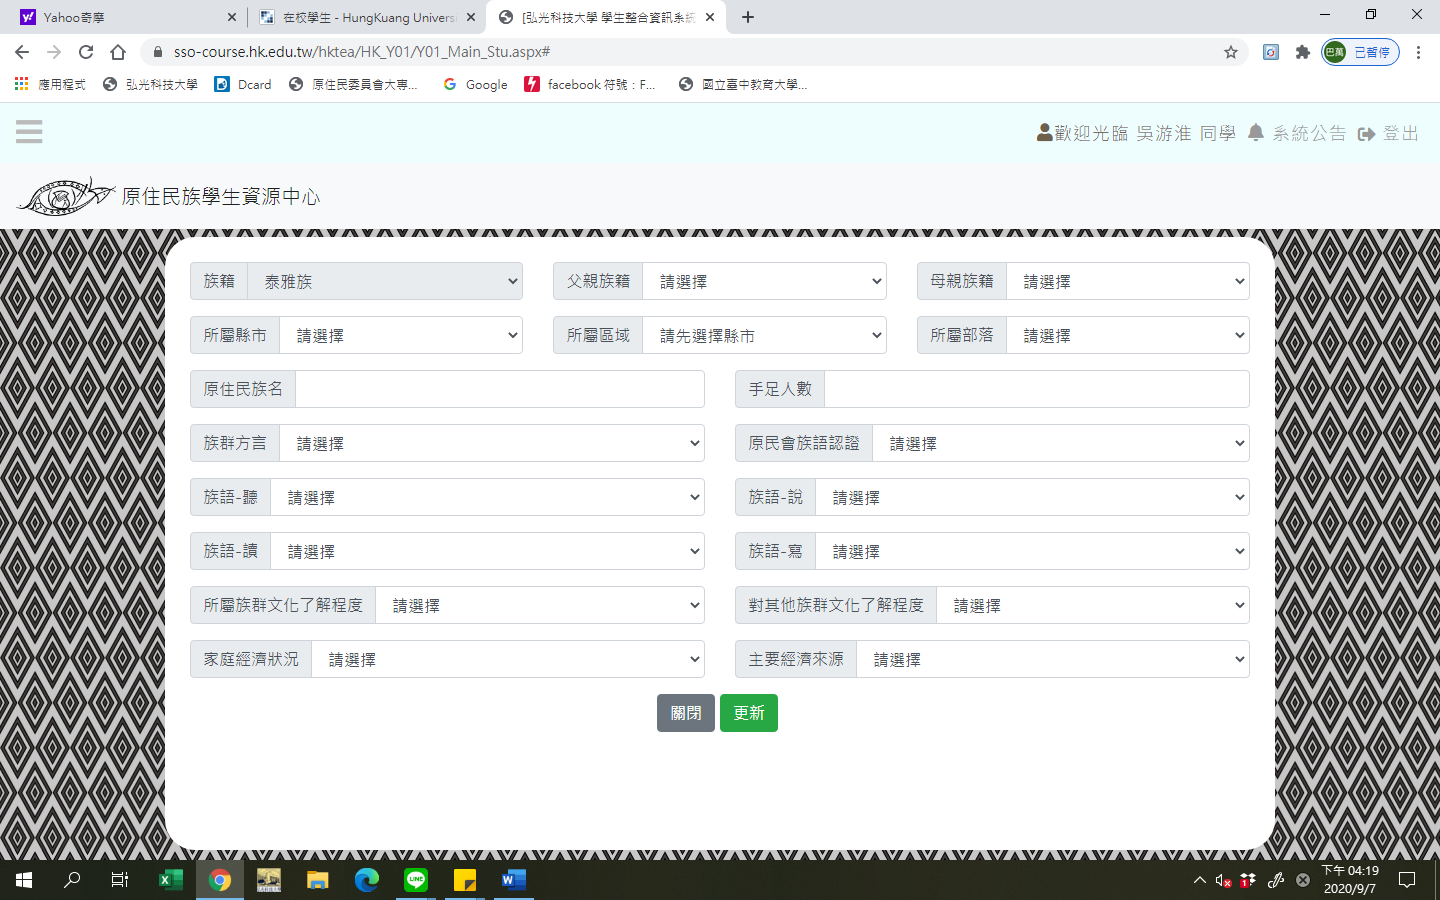 Yahoo奇摩
在校學生 - HungKuang Universi
[弘光科技大學 學生整合資訊系統
sso-course.hk.edu.tw/hktea/HK_Y01/Y01_Main_Stu.aspx#
巴萬 已暫停
應用程式 弘光科技大學 Dcard 原住民委員會大專... Google facebook 符號：F... 國立臺中教育大學...
歡迎光臨 吳游淮 同學 系統公告 登出
原住民族學生資源中心
族籍 泰雅族 父親族籍 請選擇 母親族籍 請選擇
所屬縣市 請選擇 所屬區域 請先選擇縣市 所屬部落 請選擇
原住民族名 手足人數
族群方言 請選擇 原民會族語認證 請選擇
族語-聽 請選擇 族語-說 請選擇
族語-讀 請選擇 族語-寫 請選擇
所屬族群文化了解程度 請選擇 對其他族群文化了解程度 請選擇
家庭經濟狀況 請選擇 主要經濟來源 請選擇
關閉 更新
下午 04:19
2020/9/7